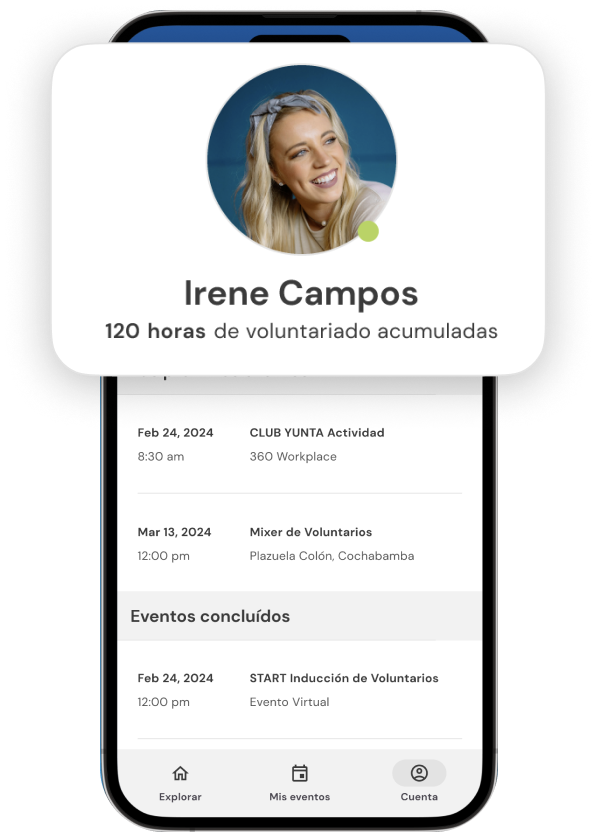 Irene Campos
120 horas de voluntariado acumuladas
Feb 24, 2024 CLUB YUNTA Actividad
8:30 am 360 Workplace
Mar 13, 2024 Mixer de Voluntarios
12:00 pm Plazuela Colón, Cochabamba
Eventos concluídos
Feb 24, 2024 START Inducción de Voluntarios
12:00 pm Evento Virtual
Explorar Mis eventos Cuenta